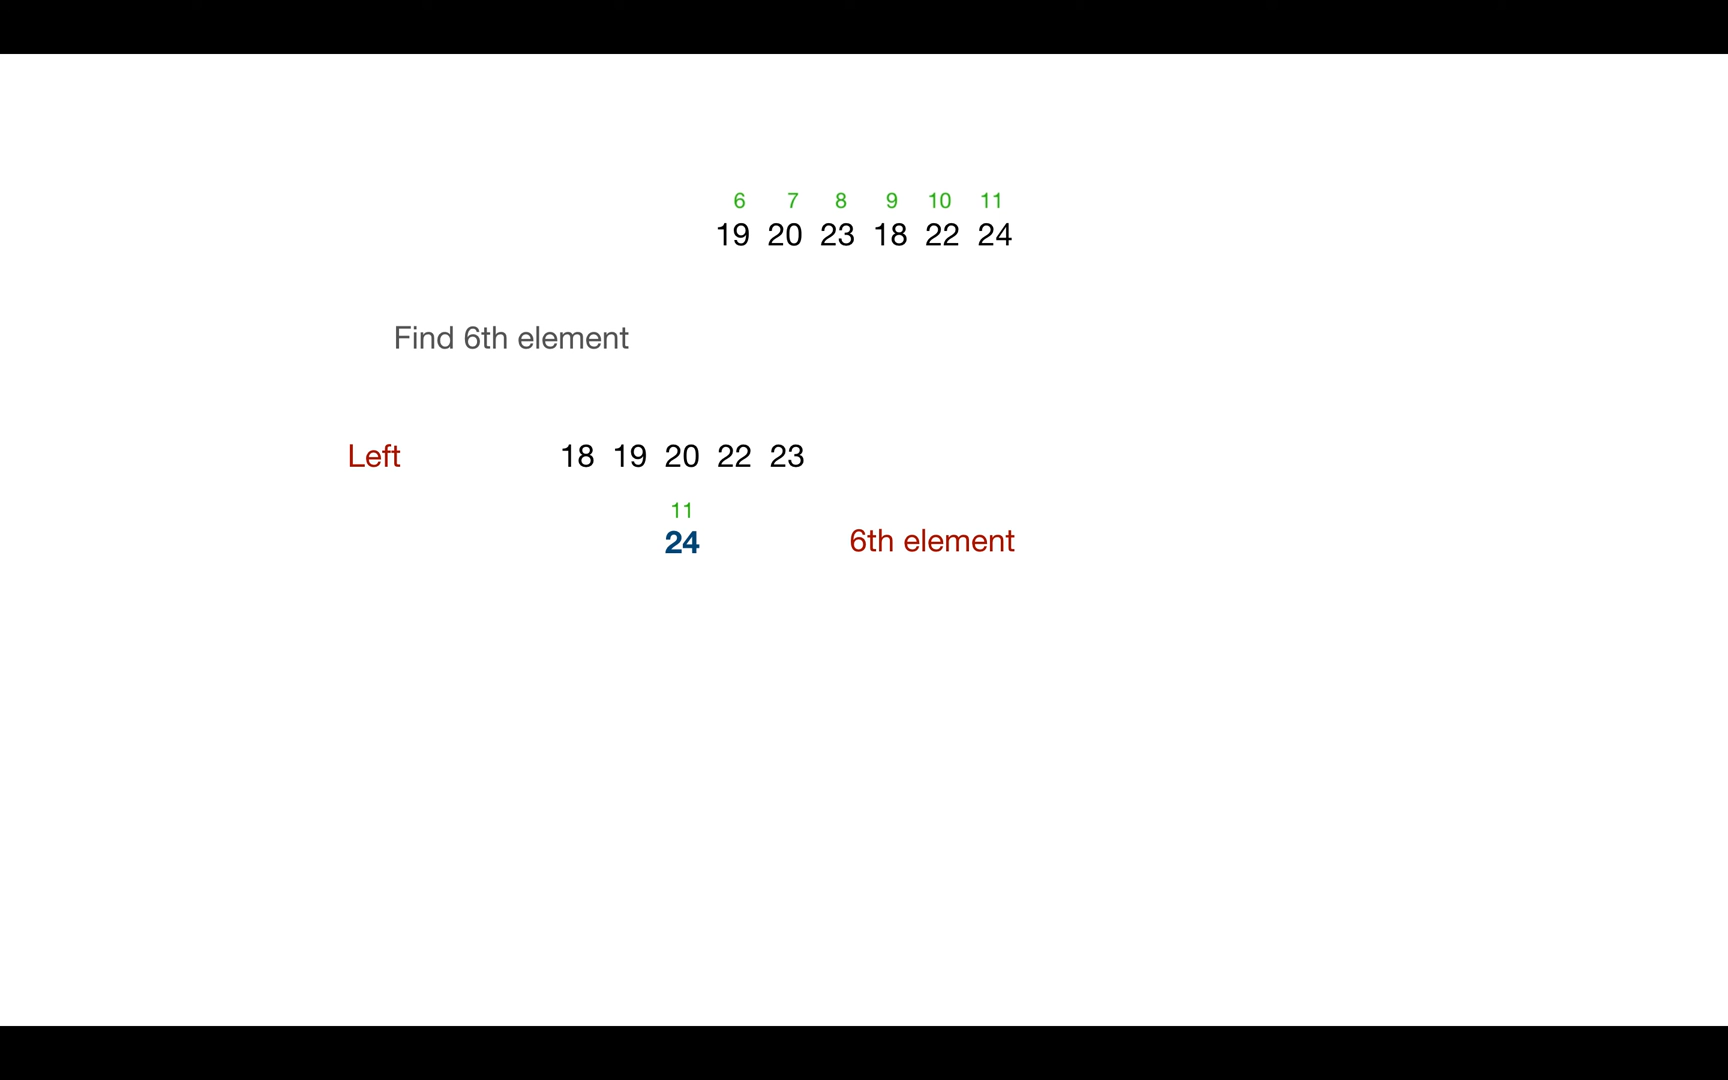 6 7 8 9 10 11
19 20 23 18 22 24
Find 6th element
Left 18 19 20 22 23
11
24 6th element